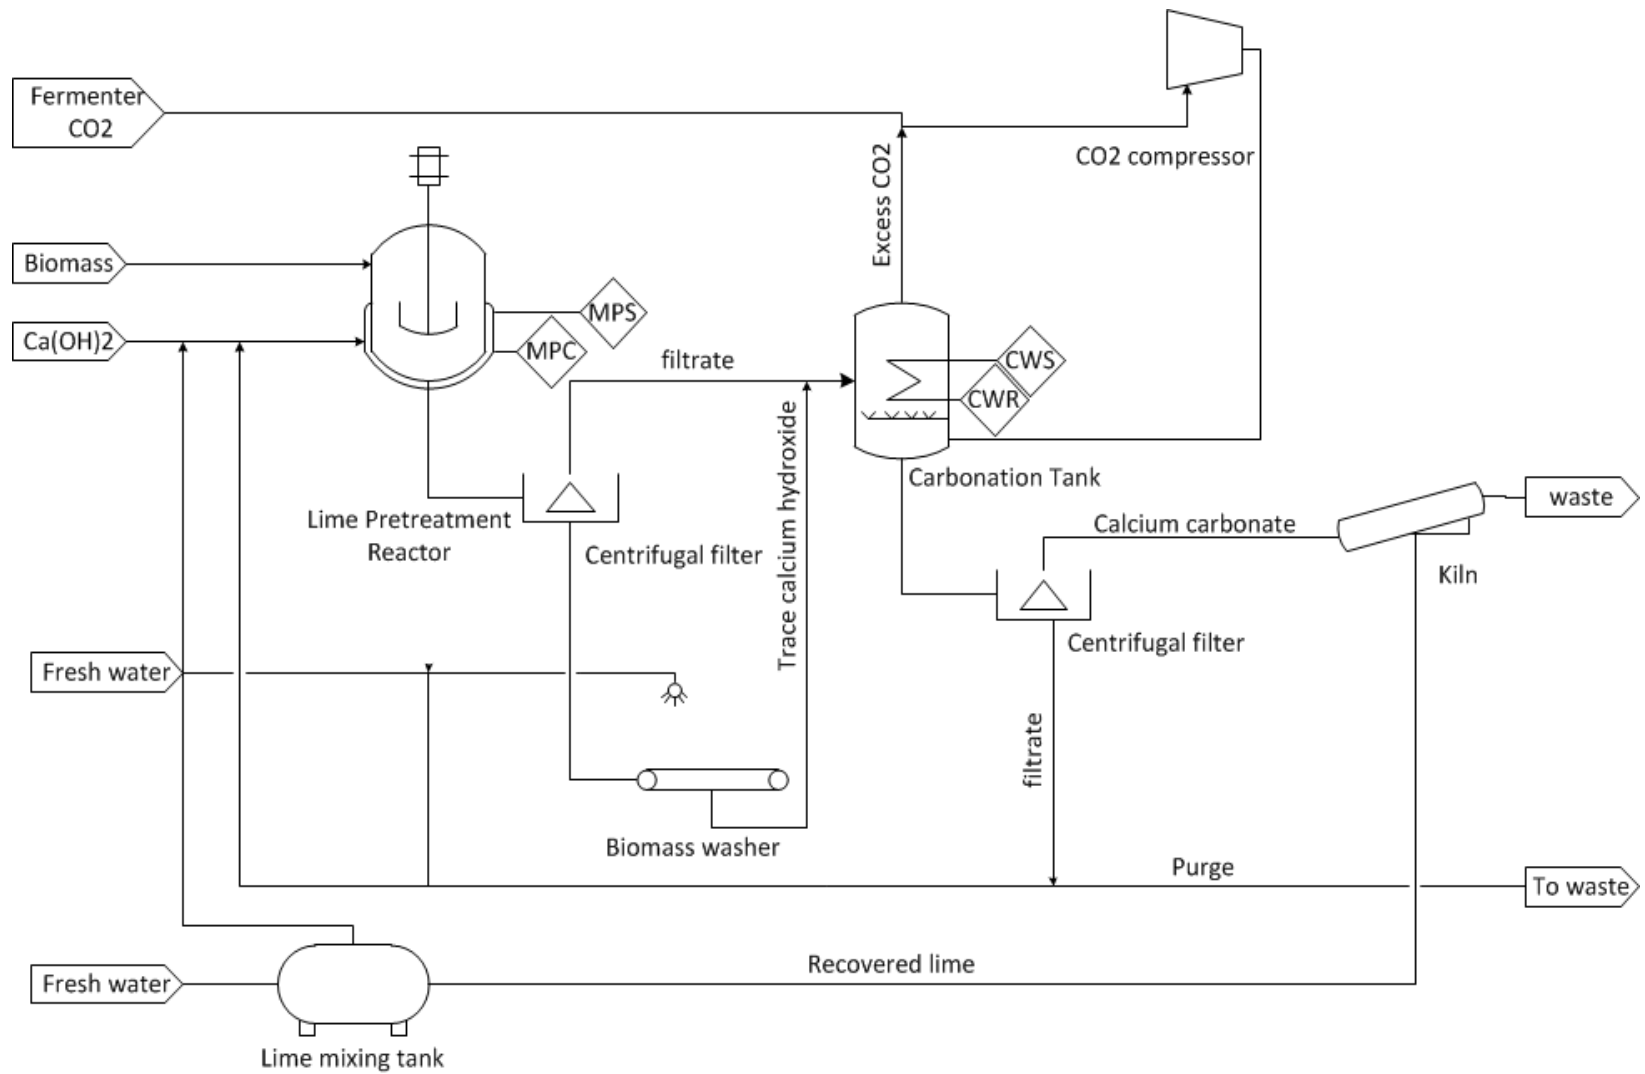 Fermenter
CO2
CO2 compressor
Excess CO2
Biomass
MPS
Ca(OH)2
MPC
filtrate
CWS
CWR
Carbonation Tank
Trace calcium hydroxide
waste
Lime Pretreatment
Reactor
Calcium carbonate
Centrifugal filter
Kiln
Centrifugal filter
Fresh water
filtrate
Biomass washer
Purge
To waste
Recovered lime
Fresh water
Lime mixing tank